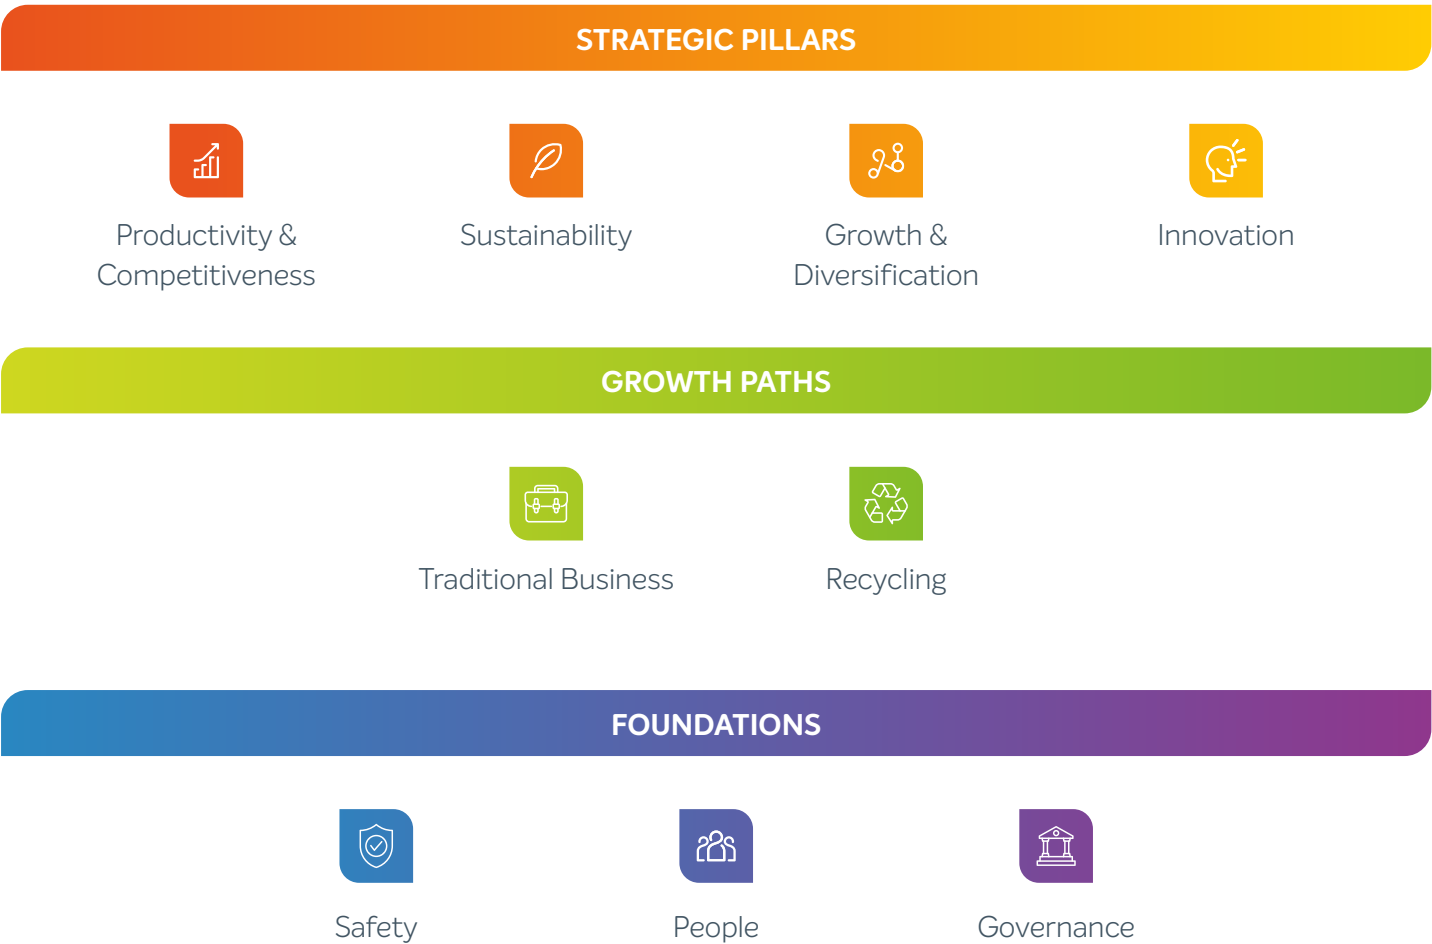 STRATEGIC PILLARS
Productivity &
Competitiveness
Sustainability
Growth &
Diversification
Innovation
GROWTH PATHS
Traditional Business
Recycling
FOUNDATIONS
Safety
People
Governance